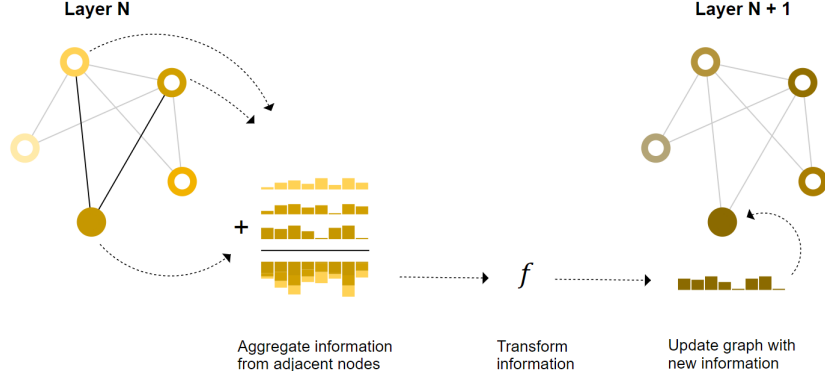 Layer N
Layer N + 1
+
f
Aggregate information
from adjacent nodes
Transform
information
Update graph with
new information